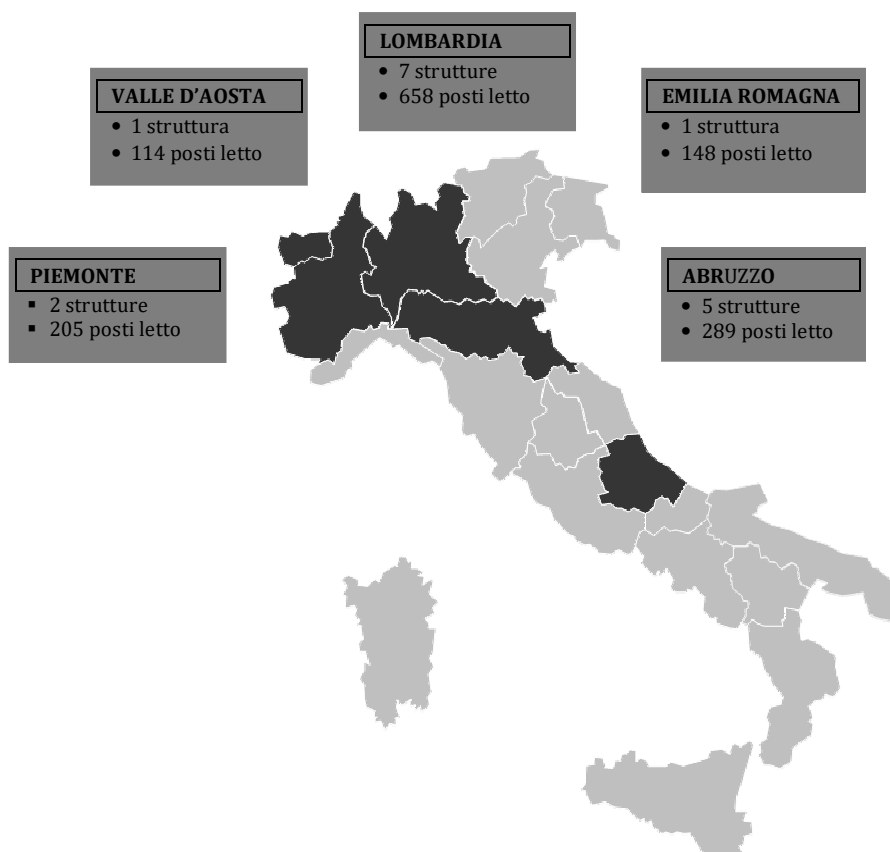 LOMBARDIA
• 7 strutture
• 658 posti letto
VALLE D’AOSTA
• 1 struttura
• 114 posti letto
EMILIA ROMAGNA
• 1 struttura
• 148 posti letto
PIEMONTE
▪ 2 strutture
▪ 205 posti letto
ABRUZZO
• 5 strutture
• 289 posti letto